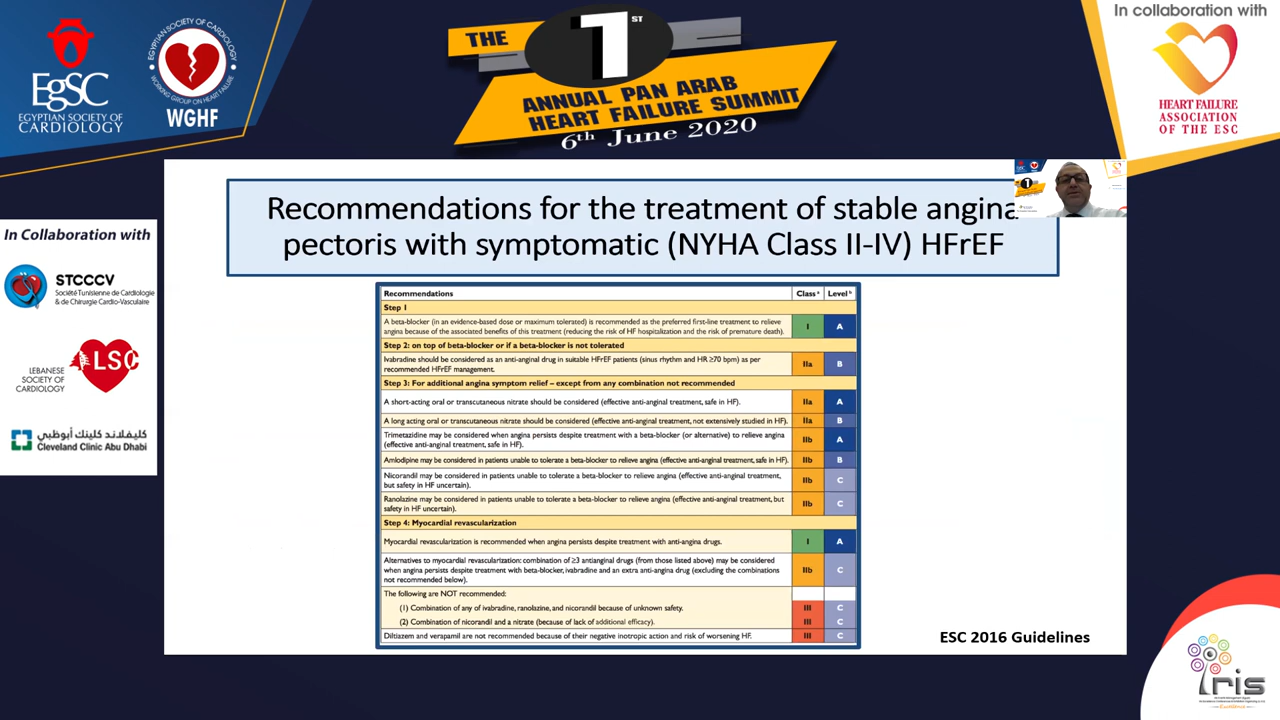 EgSC
EGYPTIAN SOCIETY OF
CARDIOLOGY
EGYPTIAN SOCIETY OF CARDIOLOGY
WORKING GROUP ON HEART FAILURE
WGHF
THE 1ST
ANNUAL PAN ARAB
HEART FAILURE SUMMIT
6th June 2020
In collaboration with
HEART FAILURE
ASSOCIATION
OF THE ESC
In Collaboration with
STCCCV
Société Tunisienne de Cardiologie
& de Chirurgie Cardio-Vasculaire
LSC
LEBANESE
SOCIETY OF
CARDIOLOGY
كليفلاند كلينك أبوظبي
Cleveland Clinic Abu Dhabi
Recommendations for the treatment of stable angina
pectoris with symptomatic (NYHA Class II-IV) HFrEF
Recommendations Class a Level b
Step 1
A beta-blocker (in an evidence-based dose or maximum tolerated) is recommended as the preferred first-line treatment to relieve
angina because of the associated benefits of this treatment (reducing the risk of HF hospitalization and the risk of premature death). I A
Step 2: on top of beta-blocker or if a beta-blocker is not tolerated
Ivabradine should be considered as an anti-anginal drug in suitable HFrEF patients (sinus rhythm and HR ≥70 bpm) as per
recommended HFrEF management. IIa B
Step 3: For additional angina symptom relief – except from any combination not recommended
A short-acting oral or transcutaneous nitrate should be considered (effective anti-anginal treatment, safe in HF). IIa A
A long acting oral or transcutaneous nitrate should be considered (effective anti-anginal treatment, not extensively studied in HF). IIa B
Trimetazidine may be considered when angina persists despite treatment with a beta-blocker (or alternative) to relieve angina
(effective anti-anginal treatment, safe in HF). IIb A
Amlodipine may be considered in patients unable to tolerate a beta-blocker to relieve angina (effective anti-anginal treatment, safe in HF). IIb B
Nicorandil may be considered in patients unable to tolerate a beta-blocker to relieve angina (effective anti-anginal treatment,
but safety in HF uncertain). IIb C
Ranolazine may be considered in patients unable to tolerate a beta-blocker to relieve angina (effective anti-anginal treatment, but
safety in HF uncertain). IIb C
Step 4: Myocardial revascularization
Myocardial revascularization is recommended when angina persists despite treatment with anti-angina drugs. I A
Alternatives to myocardial revascularization: combination of ≥3 antianginal drugs (from those listed above) may be considered
when angina persists despite treatment with beta-blocker, ivabradine and an extra anti-angina drug (excluding the combinations
not recommended below). IIb C
The following are NOT recommended:
(1) Combination of any of ivabradine, ranolazine, and nicorandil because of unknown safety. III C
(2) Combination of nicorandil and a nitrate (because of lack of additional efficacy). III C
Diltiazem and verapamil are not recommended because of their negative inotropic action and risk of worsening HF. III C
ESC 2016 Guidelines
iris